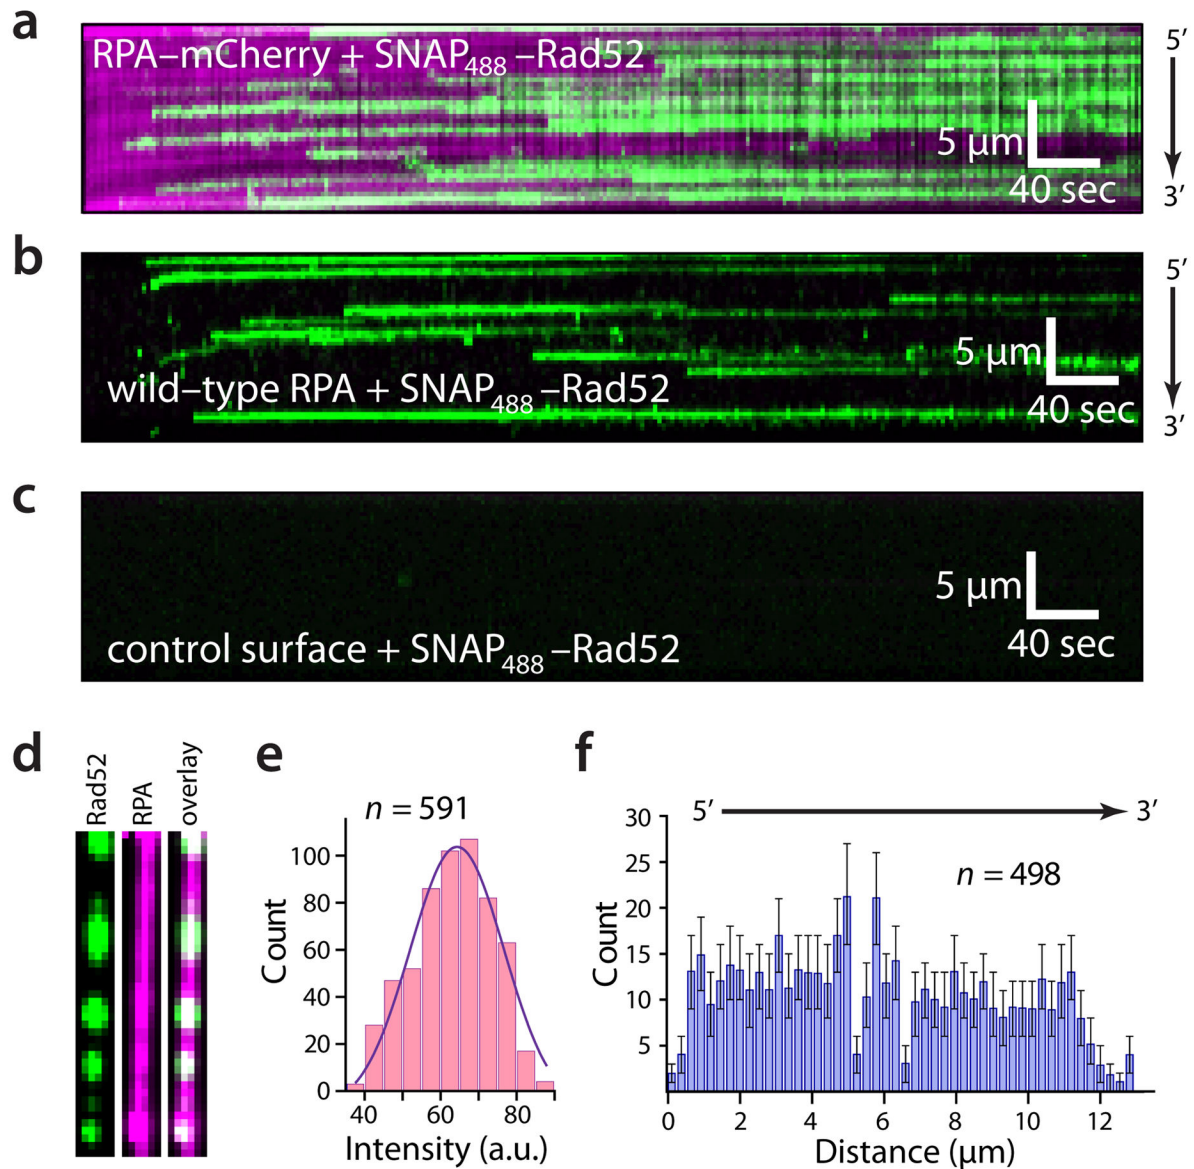 a
RPA–mCherry + SNAP488 –Rad52
5 µm
40 sec
5′
3′
b
wild–type RPA + SNAP488 –Rad52
5 µm
40 sec
5′
3′
c
control surface + SNAP488 –Rad52
5 µm
40 sec
d
Rad52
RPA
overlay
e
n = 591
Count
100
80
60
40
20
0
40
60
80
Intensity (a.u.)
f
5′
3′
n = 498
Count
30
25
20
15
10
5
0
2
4
6
8
10
12
Distance (µm)